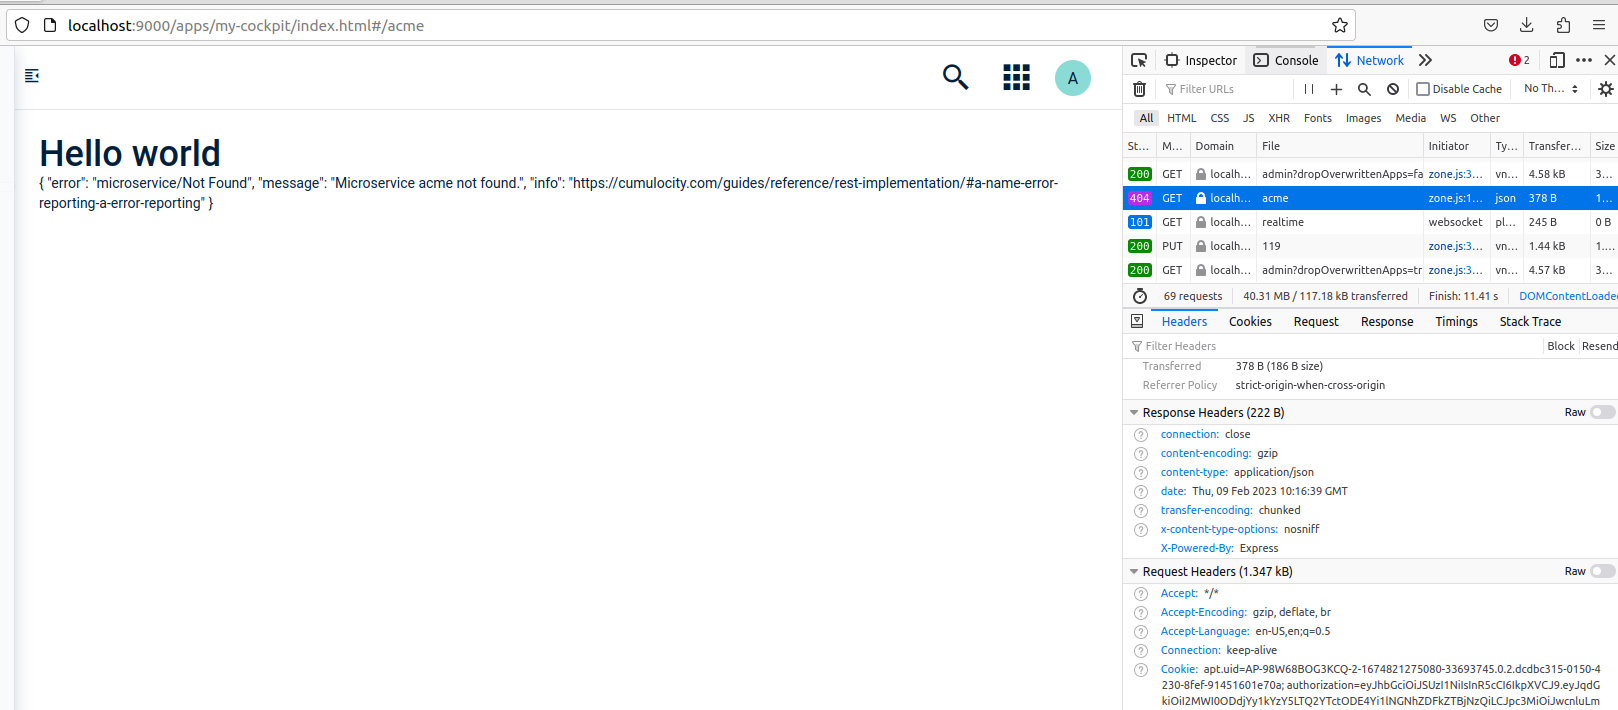 localhost:9000/apps/my-cockpit/index.html#/acme
A
Hello world
{ "error": "microservice/Not Found", "message": "Microservice acme not found.", "info": "https://cumulocity.com/guides/reference/rest-implementation/#a-name-error-
reporting-a-error-reporting" }
Inspector Console Network 2
Filter URLs Disable Cache No Th...
All HTML CSS JS XHR Fonts Images Media WS Other
St... M... Domain File Initiator Ty... Transfer... Size
200 GET localh... admin?dropOverwrittenApps=fa zone.js:3... vn... 4.58 kB 3...
404 GET localh... acme zone.js:1... json 378 B 1...
101 GET localh... realtime websocket pl... 245 B 0 B
200 PUT localh... 119 zone.js:3... vn... 1.44 kB 1....
200 GET localh... admin?dropOverwrittenApps=tr zone.js:3... vn... 4.57 kB 3...
69 requests 40.31 MB / 117.18 kB transferred Finish: 11.41 s DOMContentLoaded
Headers Cookies Request Response Timings Stack Trace
Filter Headers Block Resend
Transferred 378 B (186 B size)
Referrer Policy strict-origin-when-cross-origin
Response Headers (222 B) Raw
connection: close
content-encoding: gzip
content-type: application/json
date: Thu, 09 Feb 2023 10:16:39 GMT
transfer-encoding: chunked
x-content-type-options: nosniff
X-Powered-By: Express
Request Headers (1.347 kB) Raw
Accept: */*
Accept-Encoding: gzip, deflate, br
Accept-Language: en-US,en;q=0.5
Connection: keep-alive
Cookie: apt.uid=AP-98W68BOG3KCQ-2-1674821275080-33693745.0.2.dcdbc315-0150-4
230-8fef-91451601e70a; authorization=eyJhbGciOiJSUzI1NiIsInR5cCI6IkpXVCJ9.eyJqdG
kiOiI2MWI0ODdjYy1kYzY5LTQ2YTctODE4Yi1lNGNhZDFkZTBjNzQiLCJpc3MiOiJwcnluLm